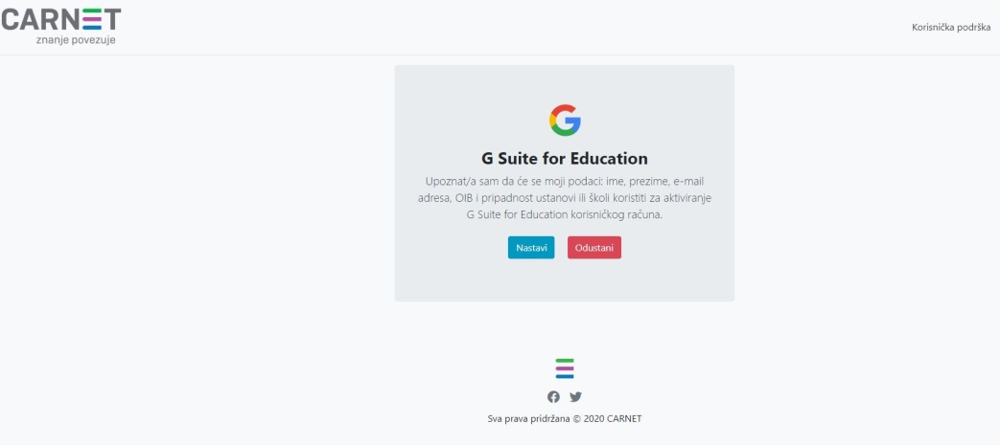 CARNET
znanje povezuje
Korisnička podrška
G Suite for Education
Upoznat/a sam da će se moji podaci: ime, prezime, e-mail
adresa, OIB i pripadnost ustanovi ili školi koristiti za aktiviranje
G Suite for Education korisničkog računa.
Nastavi
Odustani
Sva prava pridržana © 2020 CARNET